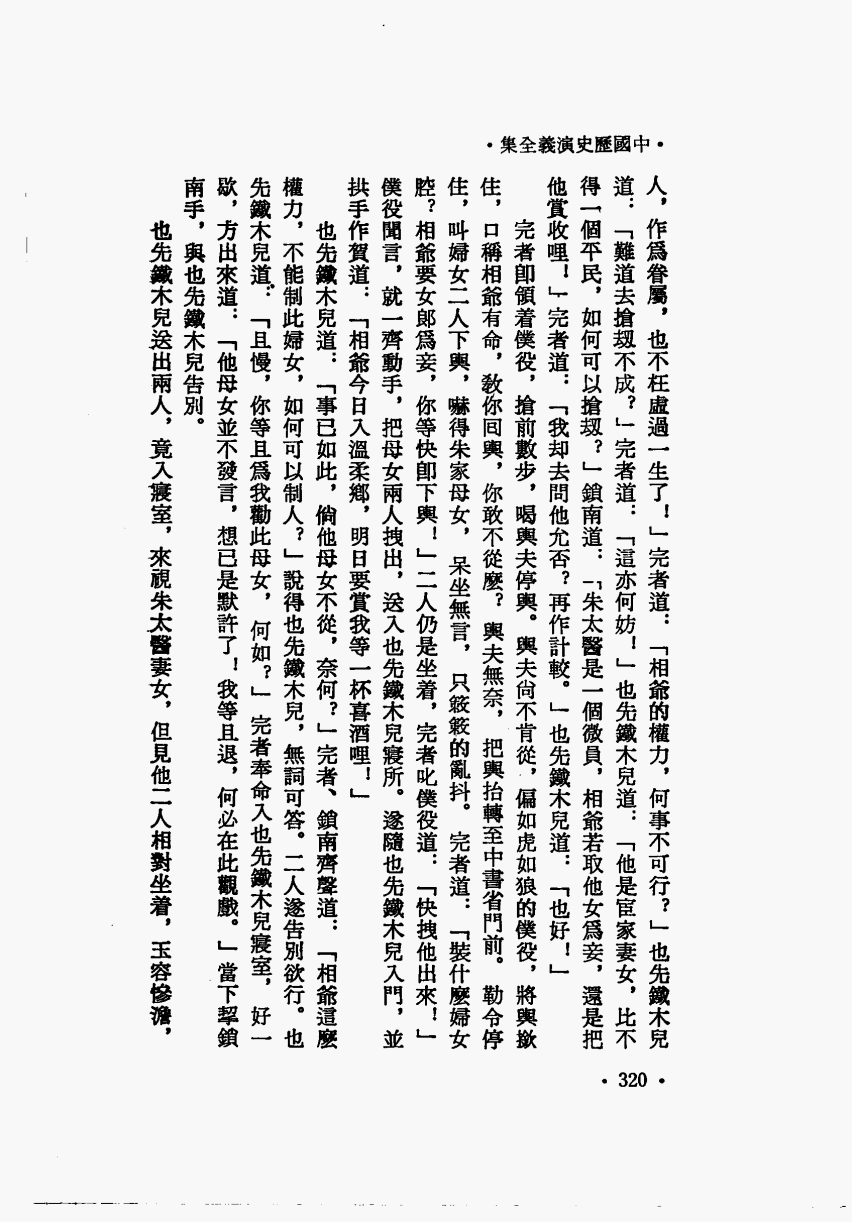 ・中國歷史演義全集・
人，作爲眷屬，也不枉虛過一生了！」完者道：「相爺的權力，何事不可行？」也先鐵木兒
道：「難道去搶刼不成？」完者道：「這亦何妨！」也先鐵木兒道：「他是宦家妻女，比不
得一個平民，如何可以搶刼？」鎖南道：「朱太醫是一個微員，相爺若取他女爲妾，還是把
他賞收哩！」完者道：「我却去問他允否？再作計較。」也先鐵木兒道：「也好！」
完者卽領着僕役，搶前數步，喝輿夫停輿。輿夫尙不肯從，偏如虎如狼的僕役，將輿撳
住，口稱相爺有命，敎你囘輿，你敢不從麼？輿夫無奈，把輿抬轉至中書省門前。勒令停
住，叫婦女二人下輿，嚇得朱家母女，呆坐無言，只簌簌的亂抖。完者道：「裝什麼婦女
腔？相爺要女郎爲妾，你等快卽下輿！」二人仍是坐着，完者叱僕役道：「快拽他出來！」
僕役聞言，就一齊動手，把母女兩人拽出，送入也先鐵木兒寢所。遂隨也先鐵木兒入門，並
拱手作賀道：「相爺今日入溫柔鄉，明日要賞我等一杯喜酒哩！」
也先鐵木兒道：「事已如此，倘他母女不從，奈何？」完者、鎖南齊聲道：「相爺這麼
權力，不能制此婦女，如何可以制人？」說得也先鐵木兒，無詞可答。二人遂告別欲行。也
先鐵木兒道：「且慢，你等且爲我勸此母女，何如？」完者奉命入也先鐵木兒寢室，好一
歇，方出來道：「他母女並不發言，想已是默許了！我等且退，何必在此觀戲。」當下挈鎖
南手，與也先鐵木兒告別。
也先鐵木兒送出兩人，竟入寢室，來視朱太醫妻女，但見他二人相對坐着，玉容慘澹，
・320・